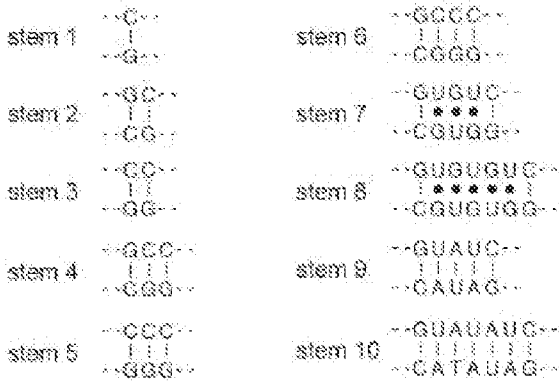 --C--
stem 1
--G--
--GC--
stem 2
--CG--
--CC--
stem 3
--GG--
--GCC--
stem 4
--CGG--
--CCC--
stem 5
--GGG--
--GCCC--
stem 6
--CGGG--
--GUGUC--
stem 7
--CGUGG--
--GUGUGUC--
stem 8
--CGUGUGG--
--GUAUC--
stem 9
--CAUAG--
--GUAUAUC--
stem 10
--CATAUAG--